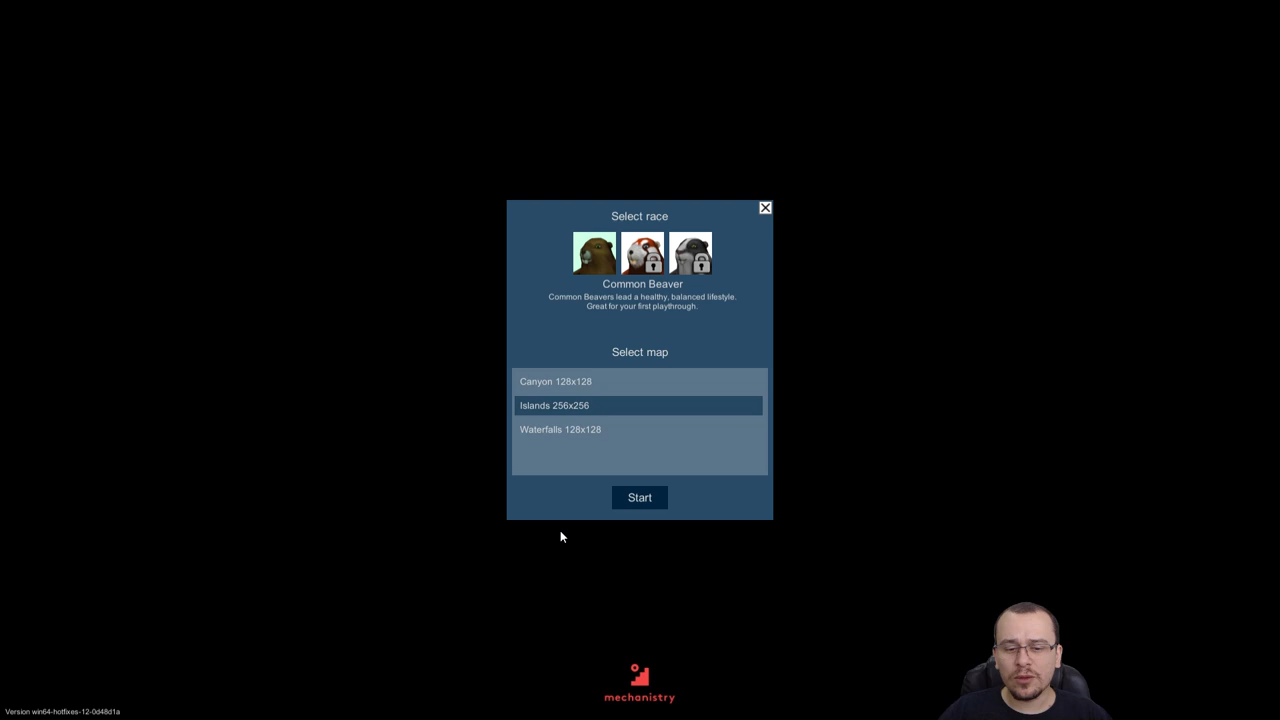 Select race
Common Beaver
Common Beavers lead a healthy, balanced lifestyle.
Great for your first playthrough.
Select map
Canyon 128x128
Islands 256x256
Waterfalls 128x128
Start
mechanistry
Version win64-hotfixes-12-0d48d1a